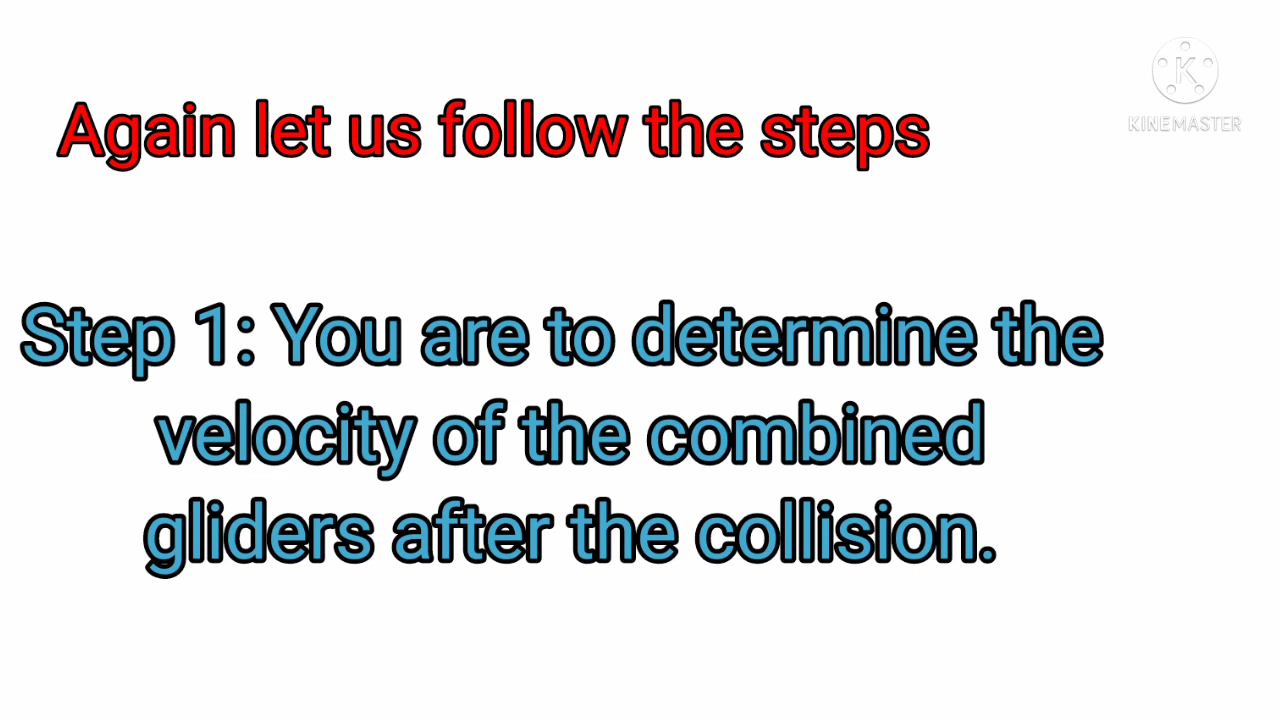 Again let us follow the steps
KINEMASTER
Step 1: You are to determine the
velocity of the combined
gliders after the collision.